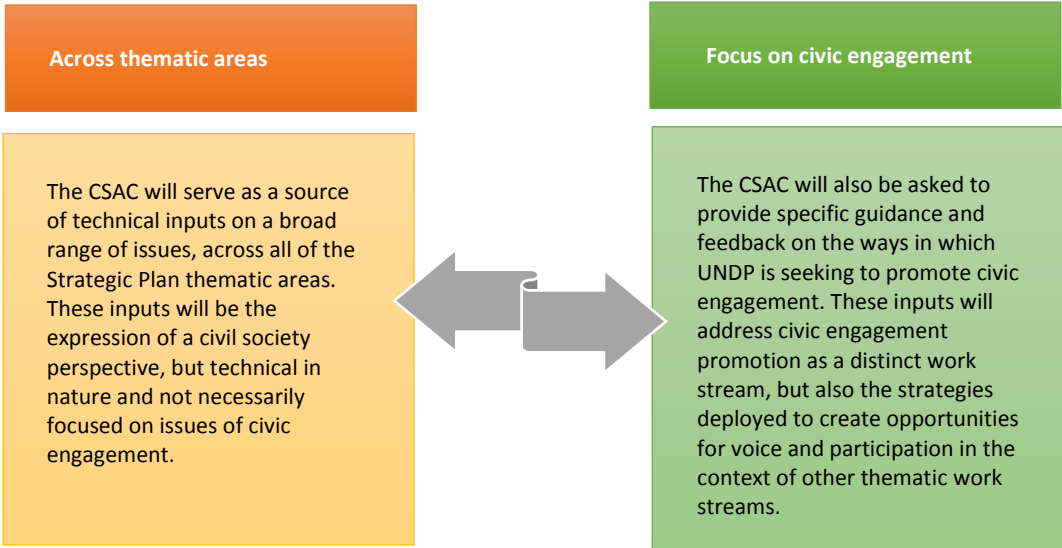 Across thematic areas
The CSAC will serve as a source
of technical inputs on a broad
range of issues, across all of the
Strategic Plan thematic areas.
These inputs will be the
expression of a civil society
perspective, but technical in
nature and not necessarily
focused on issues of civic
engagement.
Focus on civic engagement
The CSAC will also be asked to
provide specific guidance and
feedback on the ways in which
UNDP is seeking to promote civic
engagement. These inputs will
address civic engagement
promotion as a distinct work
stream, but also the strategies
deployed to create opportunities
for voice and participation in the
context of other thematic work
streams.